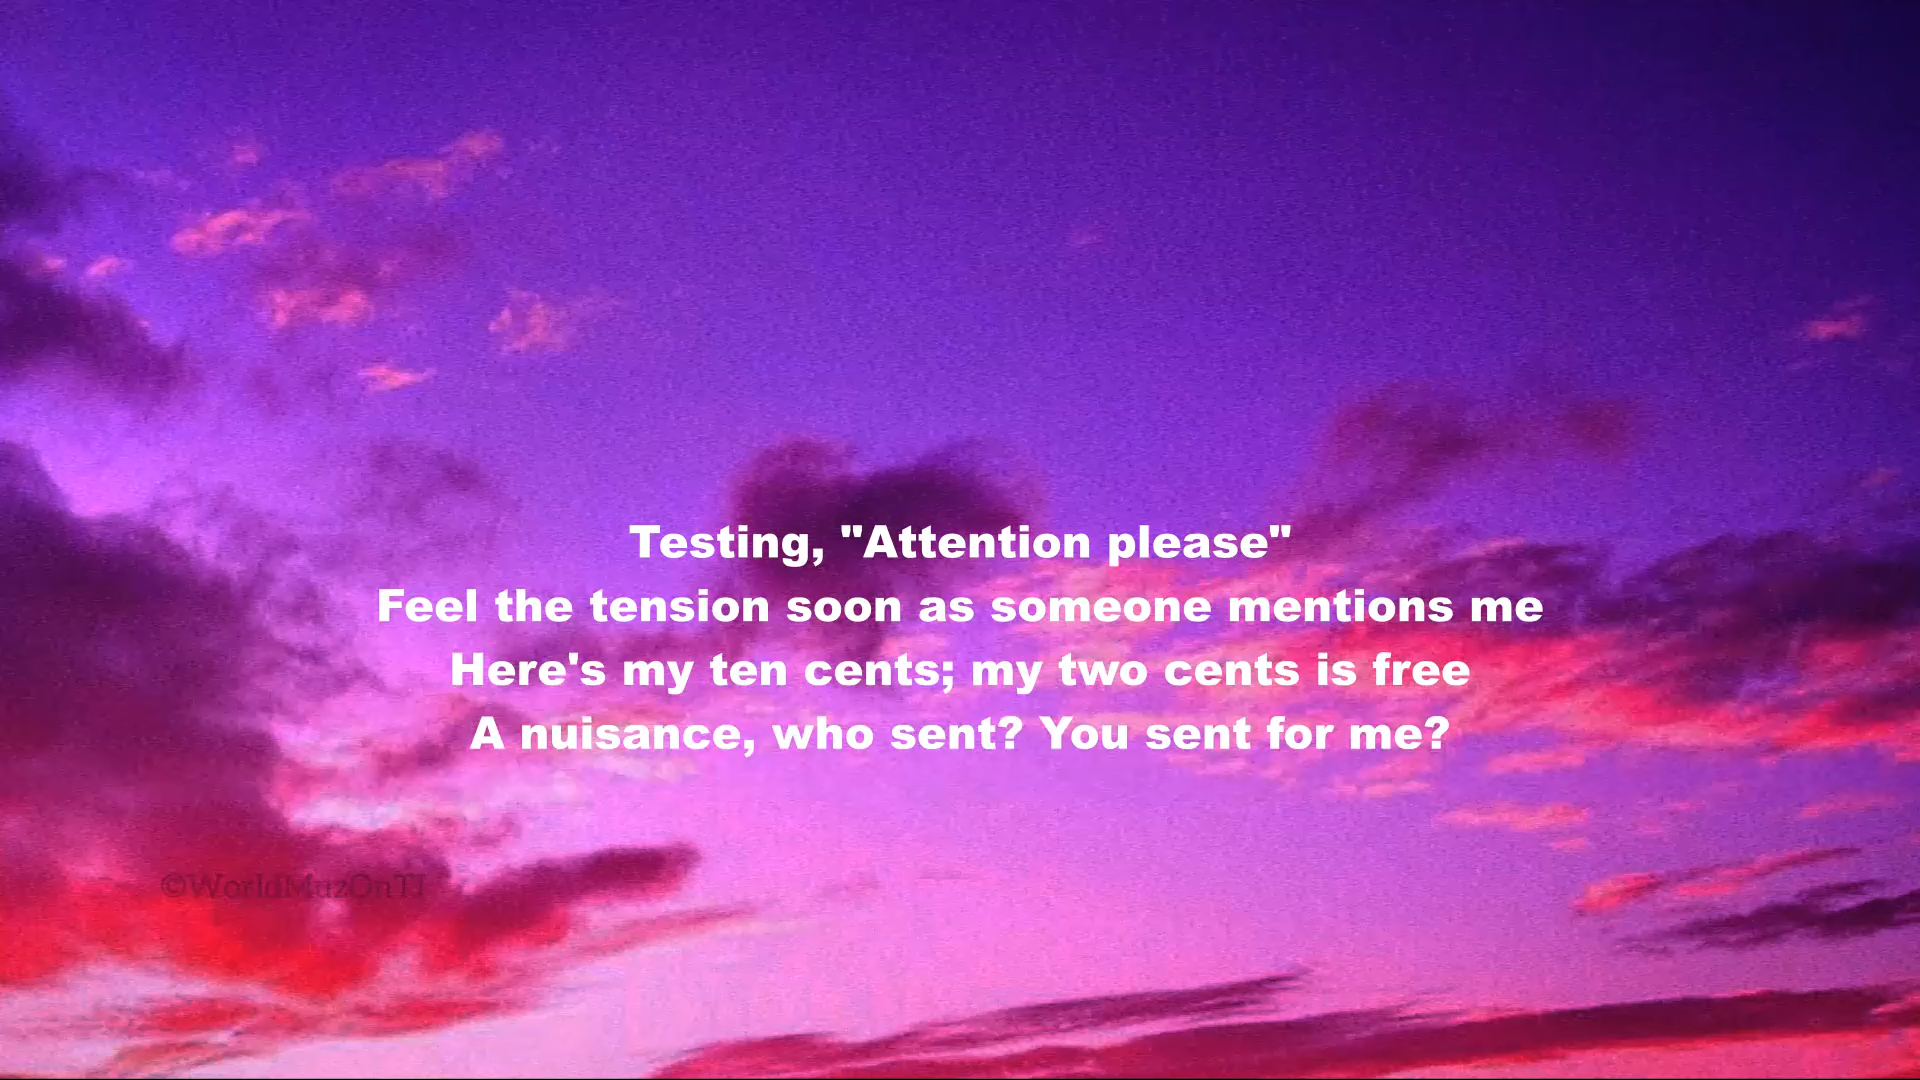 Testing, "Attention please"
Feel the tension soon as someone mentions me
Here's my ten cents; my two cents is free
A nuisance, who sent? You sent for me?
©WorldMuzOnTI